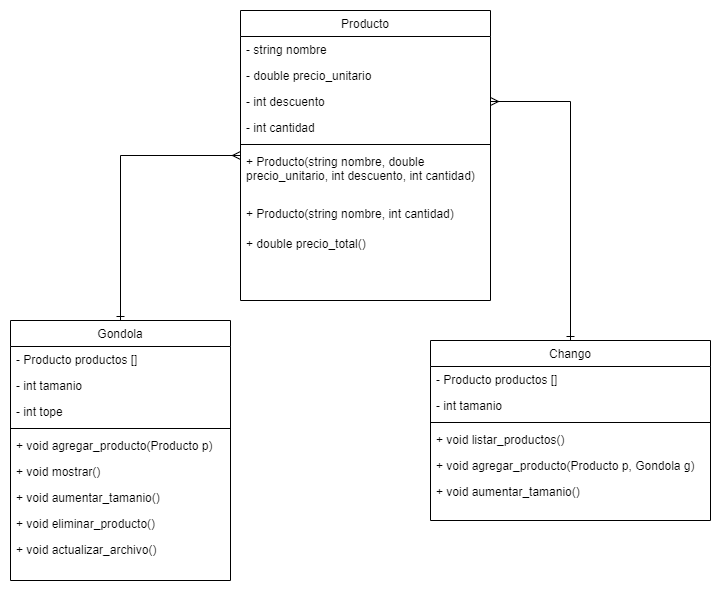 Producto
- string nombre
- double precio_unitario
- int descuento
- int cantidad
+ Producto(string nombre, double
precio_unitario, int descuento, int cantidad)
+ Producto(string nombre, int cantidad)
+ double precio_total()
Gondola
- Producto productos []
- int tamanio
- int tope
+ void agregar_producto(Producto p)
+ void mostrar()
+ void aumentar_tamanio()
+ void eliminar_producto()
+ void actualizar_archivo()
Chango
- Producto productos []
- int tamanio
+ void listar_productos()
+ void agregar_producto(Producto p, Gondola g)
+ void aumentar_tamanio()